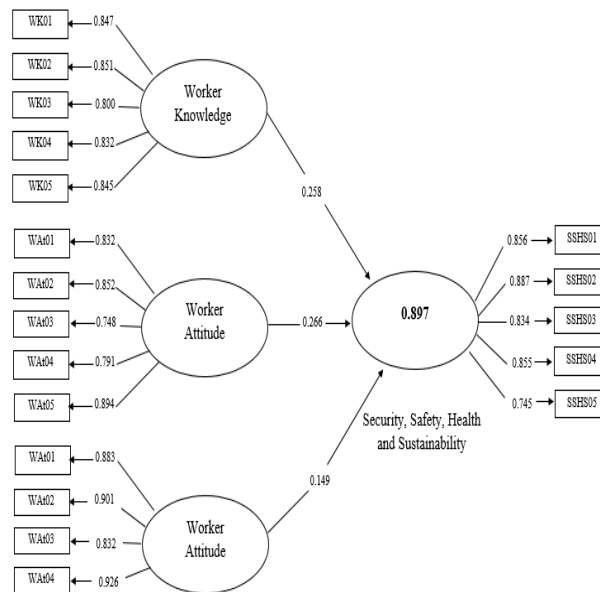 WK01
0.847
WK02
0.851
WK03
0.800
WK04
0.832
WK05
0.845
Worker
Knowledge
0.258
WAt01
0.832
WAt02
0.852
WAt03
0.748
WAt04
0.791
WAt05
0.894
Worker
Attitude
0.266
WAt01
0.883
WAt02
0.901
WAt03
0.832
WAt04
0.926
Worker
Attitude
0.149
0.897
Security, Safety, Health
and Sustainability
0.856
SSHS01
0.887
SSHS02
0.834
SSHS03
0.855
SSHS04
0.745
SSHS05